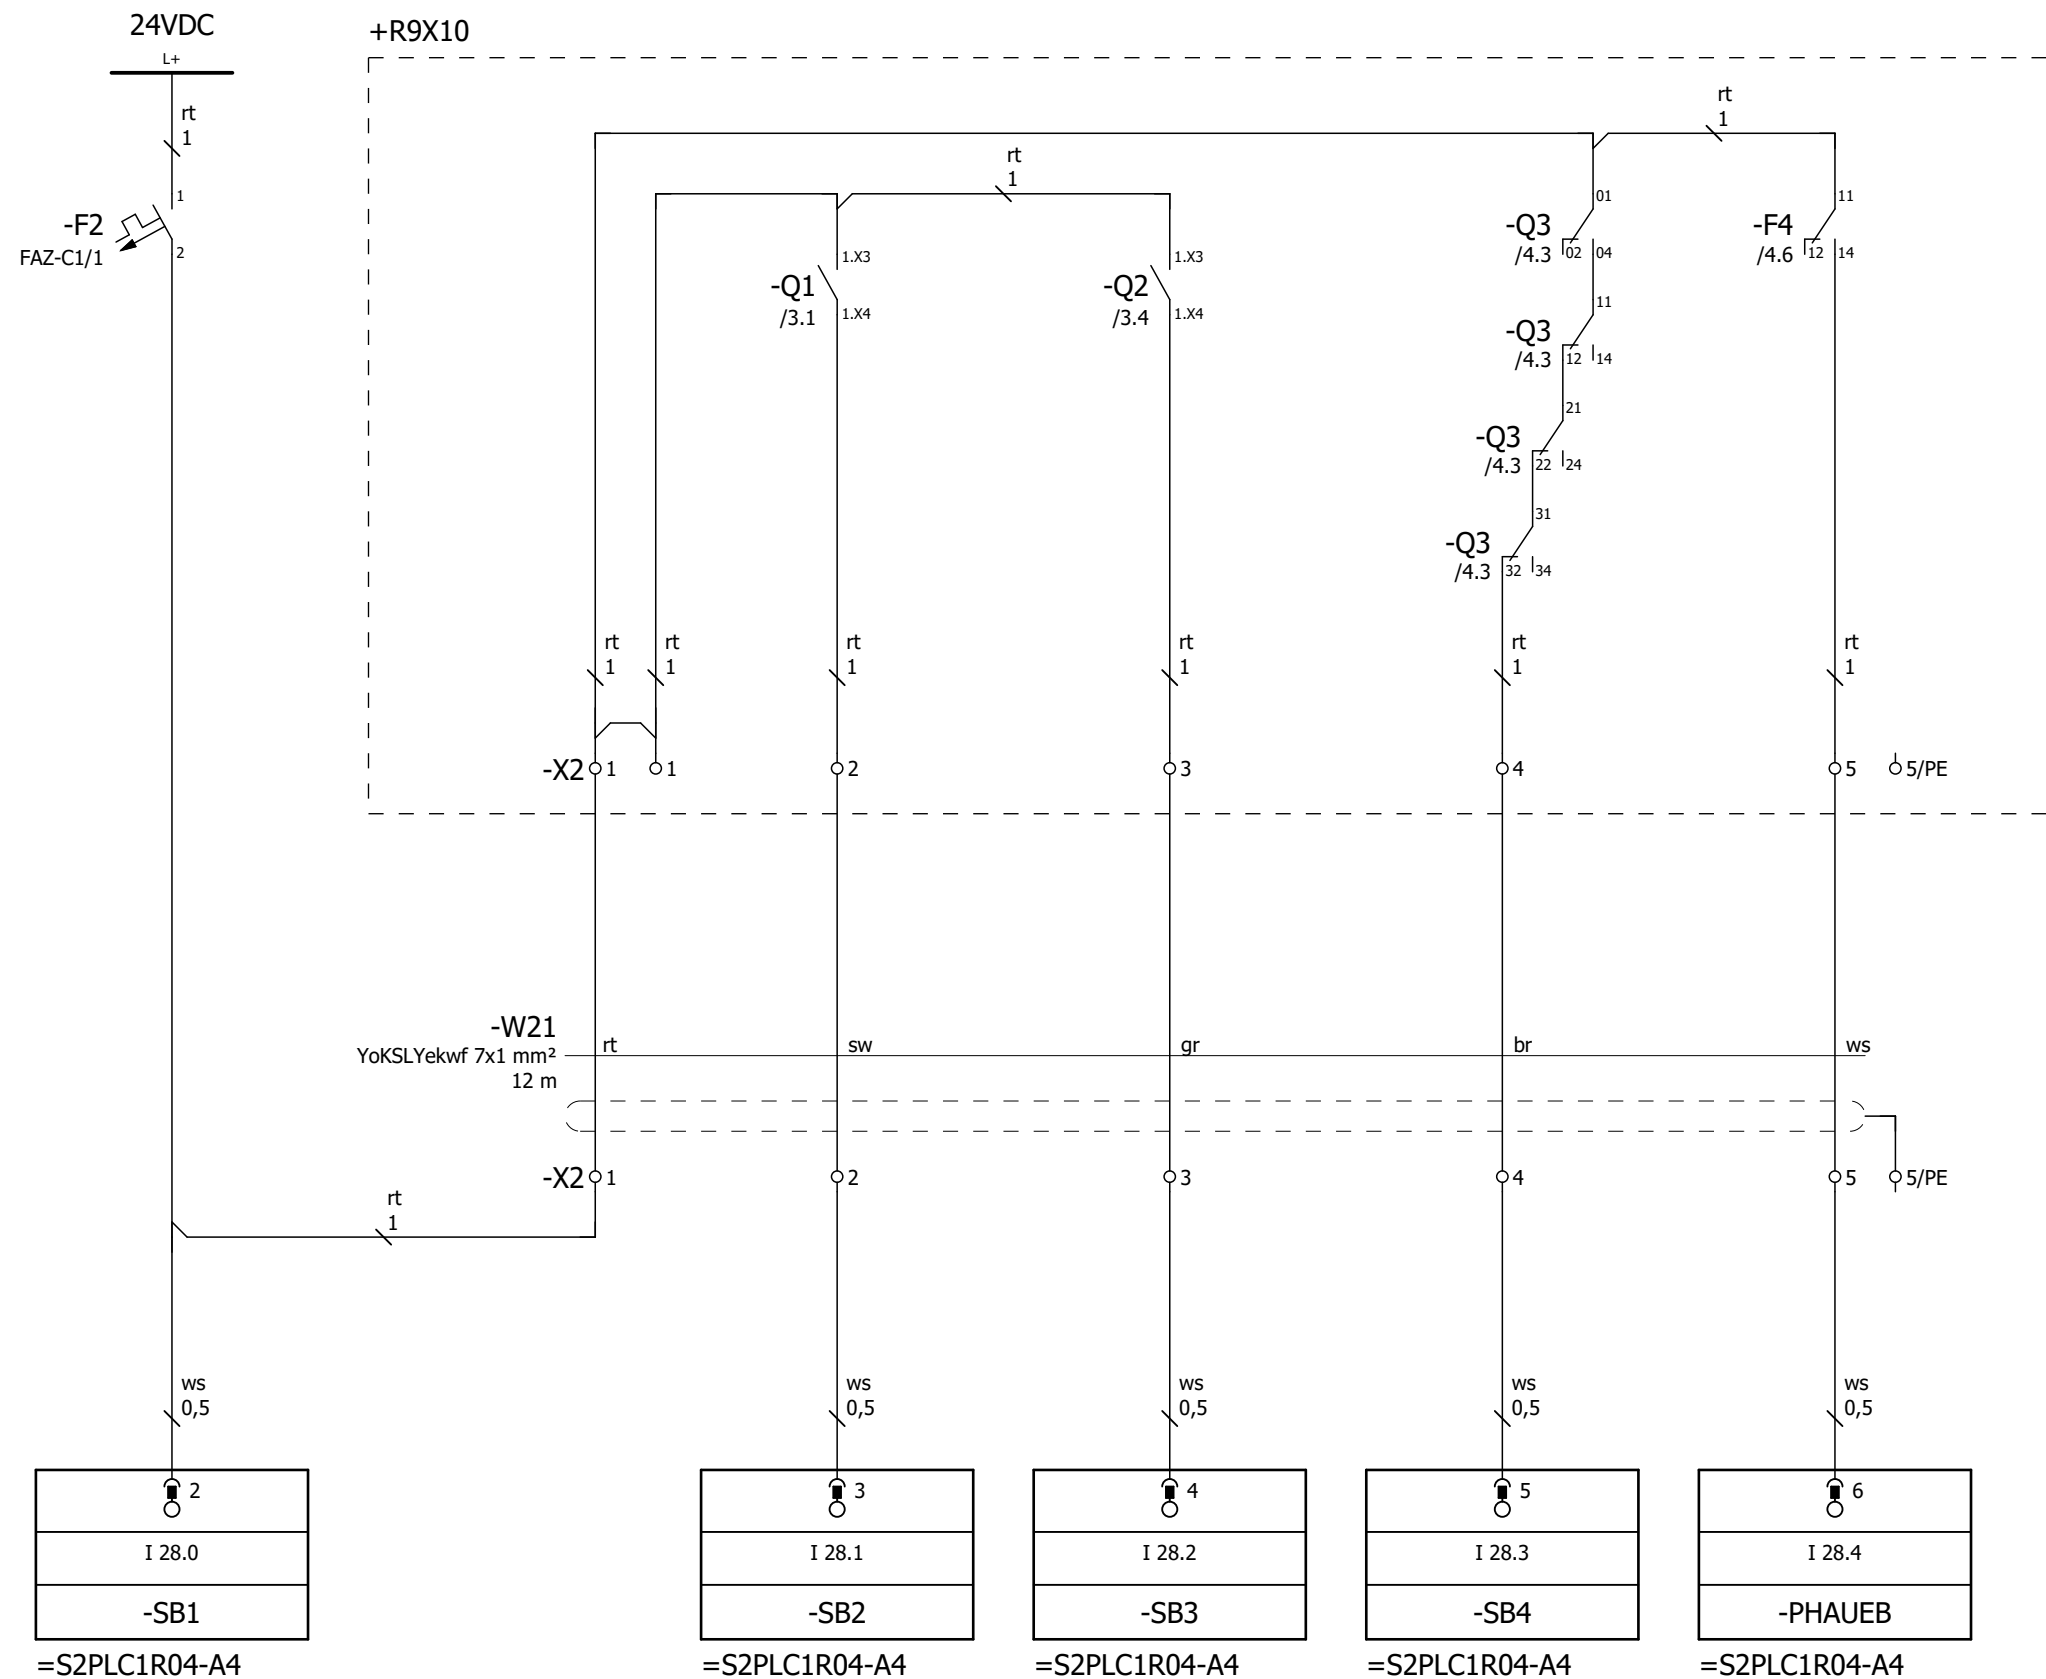 24VDC
L+
+R9X10
rt
1
rt
1
rt
1
1
-F2
FAZ-C1/1
2
01
-Q3
/4.3
02
04
11
-F4
/4.6
12
14
1.X3
-Q1
/3.1
1.X4
1.X3
-Q2
/3.4
1.X4
11
-Q3
/4.3
12
14
21
-Q3
/4.3
22
24
31
-Q3
/4.3
32
34
rt
1
rt
1
rt
1
rt
1
rt
1
rt
1
-X2
1
1
2
3
4
5
5/PE
-W21
YoKSLYekwf 7x1 mm²
12 m
rt
sw
gr
br
ws
-X2
1
2
3
4
5
5/PE
rt
1
ws
0,5
ws
0,5
ws
0,5
ws
0,5
ws
0,5
2
I 28.0
-SB1
=S2PLC1R04-A4
3
I 28.1
-SB2
=S2PLC1R04-A4
4
I 28.2
-SB3
=S2PLC1R04-A4
5
I 28.3
-SB4
=S2PLC1R04-A4
6
I 28.4
-PHAUEB
=S2PLC1R04-A4